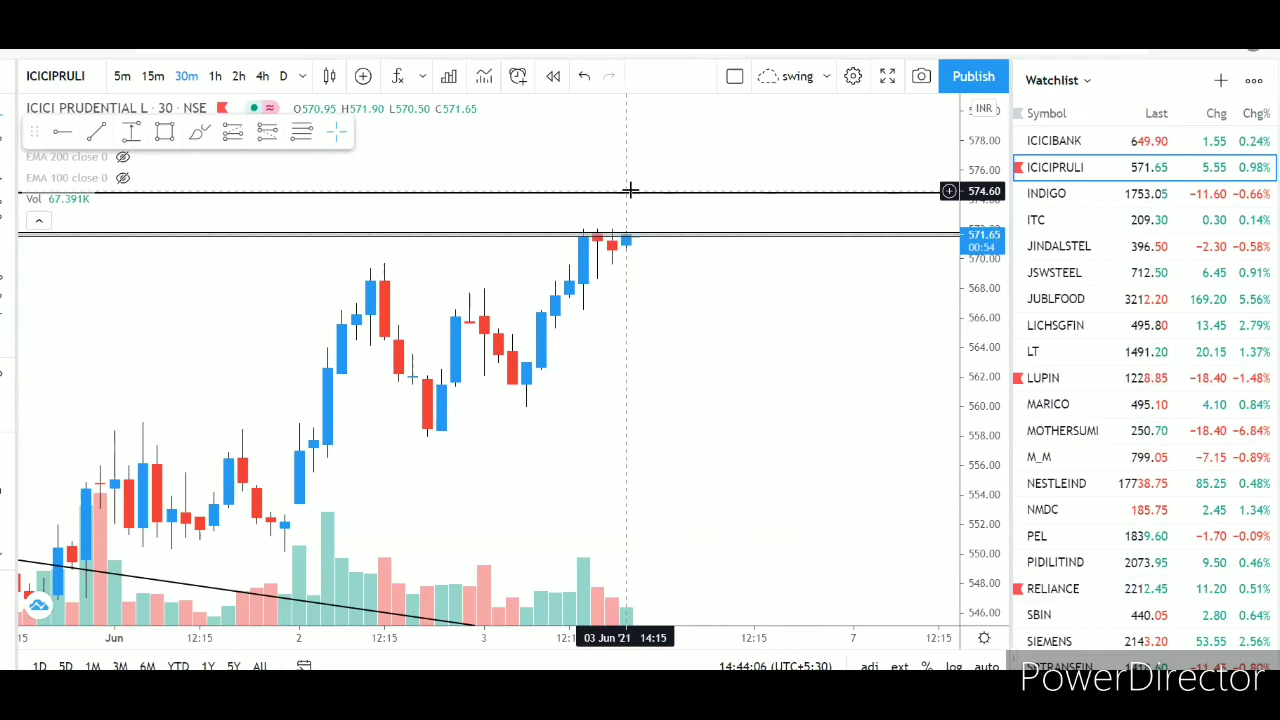 ICICIPRULI 5m 15m 30m 1h 2h 4h D swing Publish
Watchlist
ICICI PRUDENTIAL L · 30 · NSE O570.95 H571.90 L570.50 C571.65
INR
EMA 200 close 0
EMA 100 close 0
Vol 67.391K
578.00
576.00
574.60
571.65
00:54
570.00
568.00
566.00
564.00
562.00
560.00
558.00
556.00
554.00
552.00
550.00
548.00
546.00
Jun 12:15 2 12:15 3 03 Jun '21 14:15 12:15 7 12:15
1D 5D 1M 3M 6M YTD 1Y 5Y All 14:44:06 (UTC+5:30) adj ext % log auto
Symbol Last Chg Chg%
ICICIBANK 649.90 1.55 0.24%
ICICIPRULI 571.65 5.55 0.98%
INDIGO 1753.05 −11.60 −0.66%
ITC 209.30 0.30 0.14%
JINDALSTEL 396.50 −2.30 −0.58%
JSWSTEEL 712.50 6.45 0.91%
JUBLFOOD 3212.20 169.20 5.56%
LICHSGFIN 495.80 13.45 2.79%
LT 1491.20 20.15 1.37%
LUPIN 1228.85 −18.40 −1.48%
MARICO 495.10 4.10 0.84%
MOTHERSUMI 250.70 −18.40 −6.84%
M_M 799.05 −7.15 −0.89%
NESTLEIND 17738.75 85.25 0.48%
NMDC 185.75 2.45 1.34%
PEL 1839.60 −1.70 −0.09%
PIDILITIND 2073.95 9.50 0.46%
RELIANCE 2212.45 11.20 0.51%
SBIN 440.05 2.80 0.64%
SIEMENS 2143.20 53.55 2.56%
PowerDirector